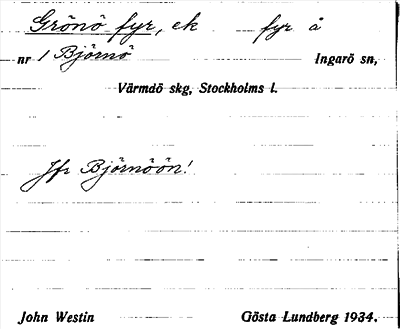 Grönö fyr, ek fyr å
nr 1 Björnö Ingarö sn,
Värmdö skg, Stockholms l.
Jfr Björnöön!
John Westin Gösta Lundberg 1934.